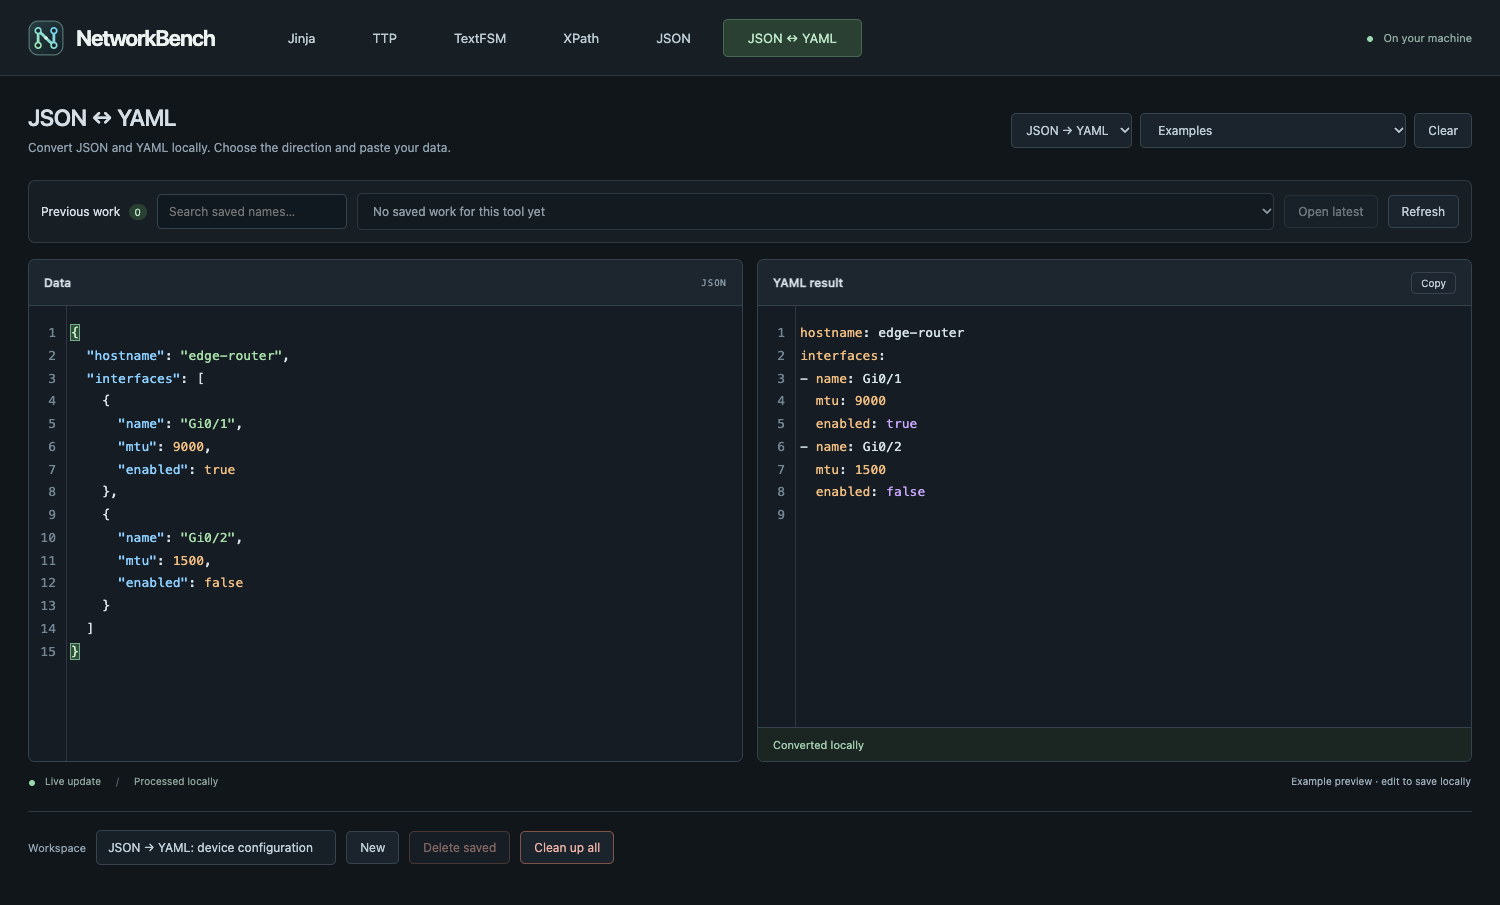 NetworkBench
Jinja
TTP
TextFSM
XPath
JSON
JSON ↔ YAML
On your machine
JSON ↔ YAML
Convert JSON and YAML locally. Choose the direction and paste your data.
JSON → YAML
Examples
Clear
Previous work 0
Search saved names...
No saved work for this tool yet
Open latest
Refresh
Data
JSON
1 {
2   "hostname": "edge-router",
3   "interfaces": [
4     {
5       "name": "Gi0/1",
6       "mtu": 9000,
7       "enabled": true
8     },
9     {
10       "name": "Gi0/2",
11       "mtu": 1500,
12       "enabled": false
13     }
14   ]
15 }
YAML result
Copy
1 hostname: edge-router
2 interfaces:
3 - name: Gi0/1
4   mtu: 9000
5   enabled: true
6 - name: Gi0/2
7   mtu: 1500
8   enabled: false
9
Converted locally
Live update / Processed locally
Example preview · edit to save locally
Workspace
JSON → YAML: device configuration
New
Delete saved
Clean up all